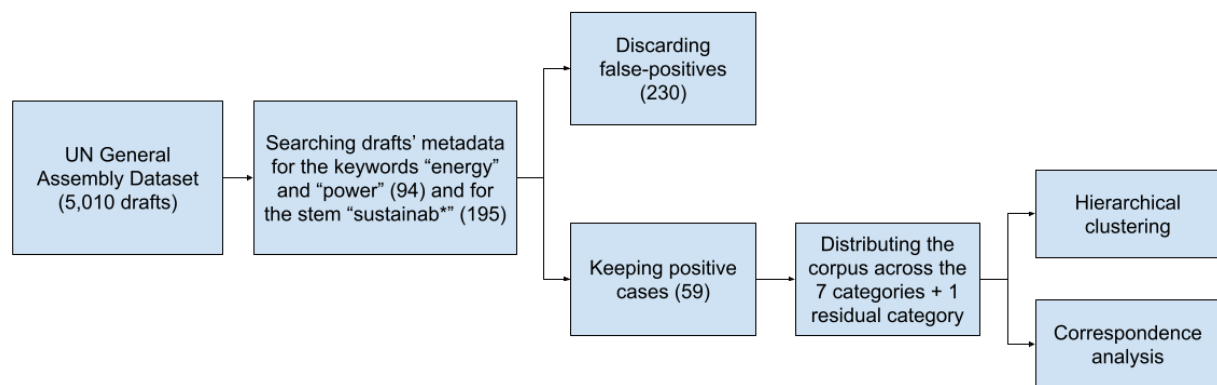 UN General
Assembly Dataset
(5,010 drafts)
Searching drafts' metadata
for the keywords “energy”
and “power” (94) and for
the stem “sustainab*” (195)
Discarding
false-positives
(230)
Keeping positive
cases (59)
Distributing the
corpus across the
7 categories + 1
residual category
Hierarchical
clustering
Correspondence
analysis